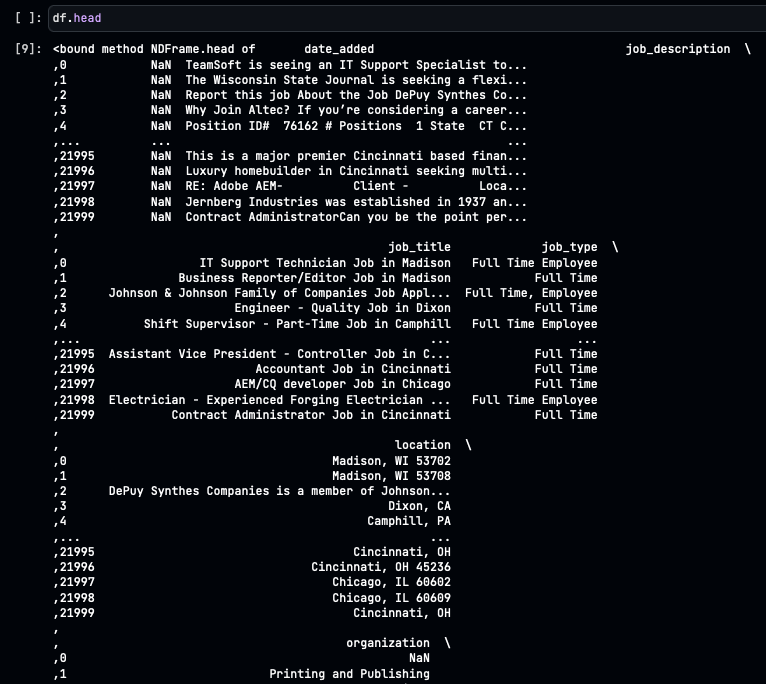 [ ]: df.head
[9]: <bound method NDFrame.head of       date_added                                    job_description  \
,0            NaN  TeamSoft is seeing an IT Support Specialist to...
,1            NaN  The Wisconsin State Journal is seeking a flexi...
,2            NaN  Report this job About the Job DePuy Synthes Co...
,3            NaN  Why Join Altec? If you’re considering a career...
,4            NaN  Position ID#  76162 # Positions  1 State  CT C...
,...          ...                                                ...
,21995        NaN  This is a major premier Cincinnati based finan...
,21996        NaN  Luxury homebuilder in Cincinnati seeking multi...
,21997        NaN  RE: Adobe AEM-          Client -          Loca...
,21998        NaN  Jernberg Industries was established in 1937 an...
,21999        NaN  Contract AdministratorCan you be the point per...
,
,                                               job_title             job_type  \
,0                   IT Support Technician Job in Madison   Full Time Employee
,1                Business Reporter/Editor Job in Madison            Full Time
,2      Johnson & Johnson Family of Companies Job Appl...  Full Time, Employee
,3                        Engineer - Quality Job in Dixon            Full Time
,4           Shift Supervisor - Part-Time Job in Camphill   Full Time Employee
,...                                                  ...                  ...
,21995  Assistant Vice President - Controller Job in C...            Full Time
,21996                       Accountant Job in Cincinnati            Full Time
,21997                    AEM/CQ developer Job in Chicago            Full Time
,21998  Electrician - Experienced Forging Electrician ...   Full Time Employee
,21999           Contract Administrator Job in Cincinnati            Full Time
,
,                                                location  \
,0                                      Madison, WI 53702
,1                                      Madison, WI 53708
,2      DePuy Synthes Companies is a member of Johnson...
,3                                              Dixon, CA
,4                                           Camphill, PA
,...                                                  ...
,21995                                     Cincinnati, OH
,21996                               Cincinnati, OH 45236
,21997                                  Chicago, IL 60602
,21998                                  Chicago, IL 60609
,21999                                     Cincinnati, OH
,
,                                         organization  \
,0                                                 NaN
,1                             Printing and Publishing